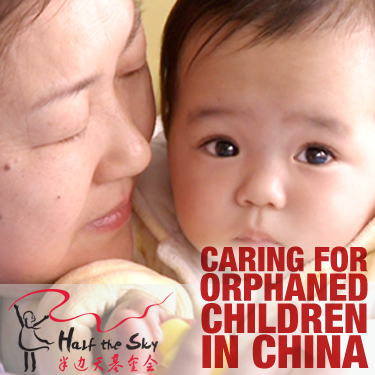 CARING FOR
ORPHANED
CHILDREN
IN CHINA
Half the Sky
半边天基金会